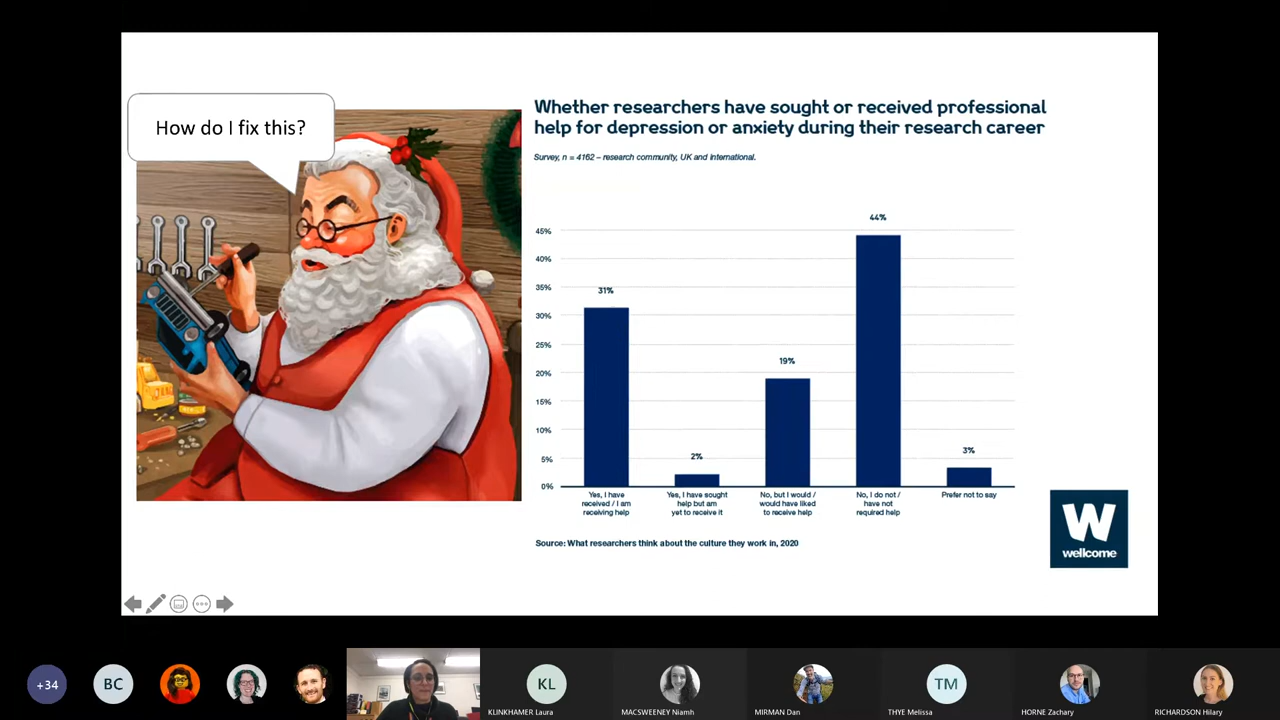 How do I fix this?
Whether researchers have sought or received professional
help for depression or anxiety during their research career
Survey, n = 4162 – research community, UK and international.
45%
40%
35%
30%
25%
20%
15%
10%
5%
0%
31%
2%
19%
44%
3%
Yes, I have
received / I am
receiving help
Yes, I have sought
help but am
yet to receive it
No, but I would /
would have liked
to receive help
No, I do not /
have not
required help
Prefer not to say
Source: What researchers think about the culture they work in, 2020
W
wellcome
+34
BC
KL
KLINKHAMER Laura
MACSWEENEY Niamh
MIRMAN Dan
TM
THYE Melissa
HORNE Zachary
RICHARDSON Hilary